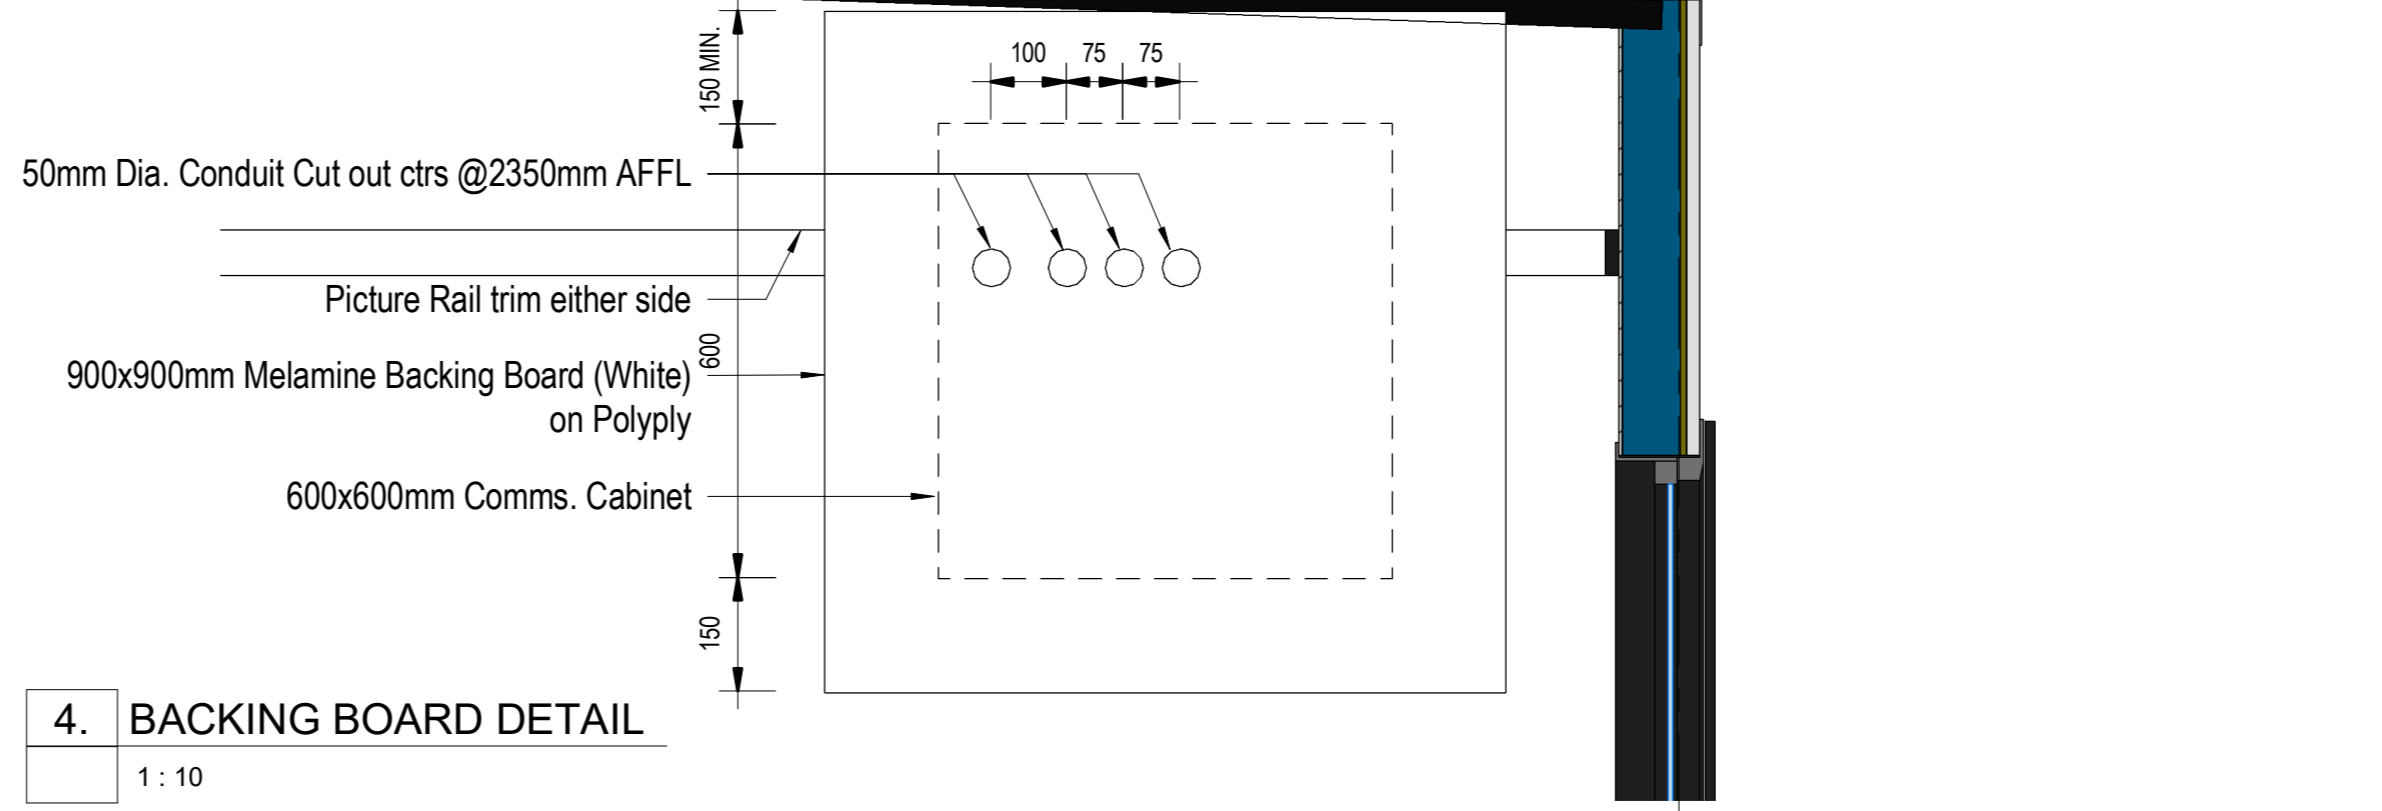 150 MIN.
100 75 75
50mm Dia. Conduit Cut out ctrs @2350mm AFFL
Picture Rail trim either side
600
900x900mm Melamine Backing Board (White)
on Polyply
600x600mm Comms. Cabinet
150
4. BACKING BOARD DETAIL
1 : 10